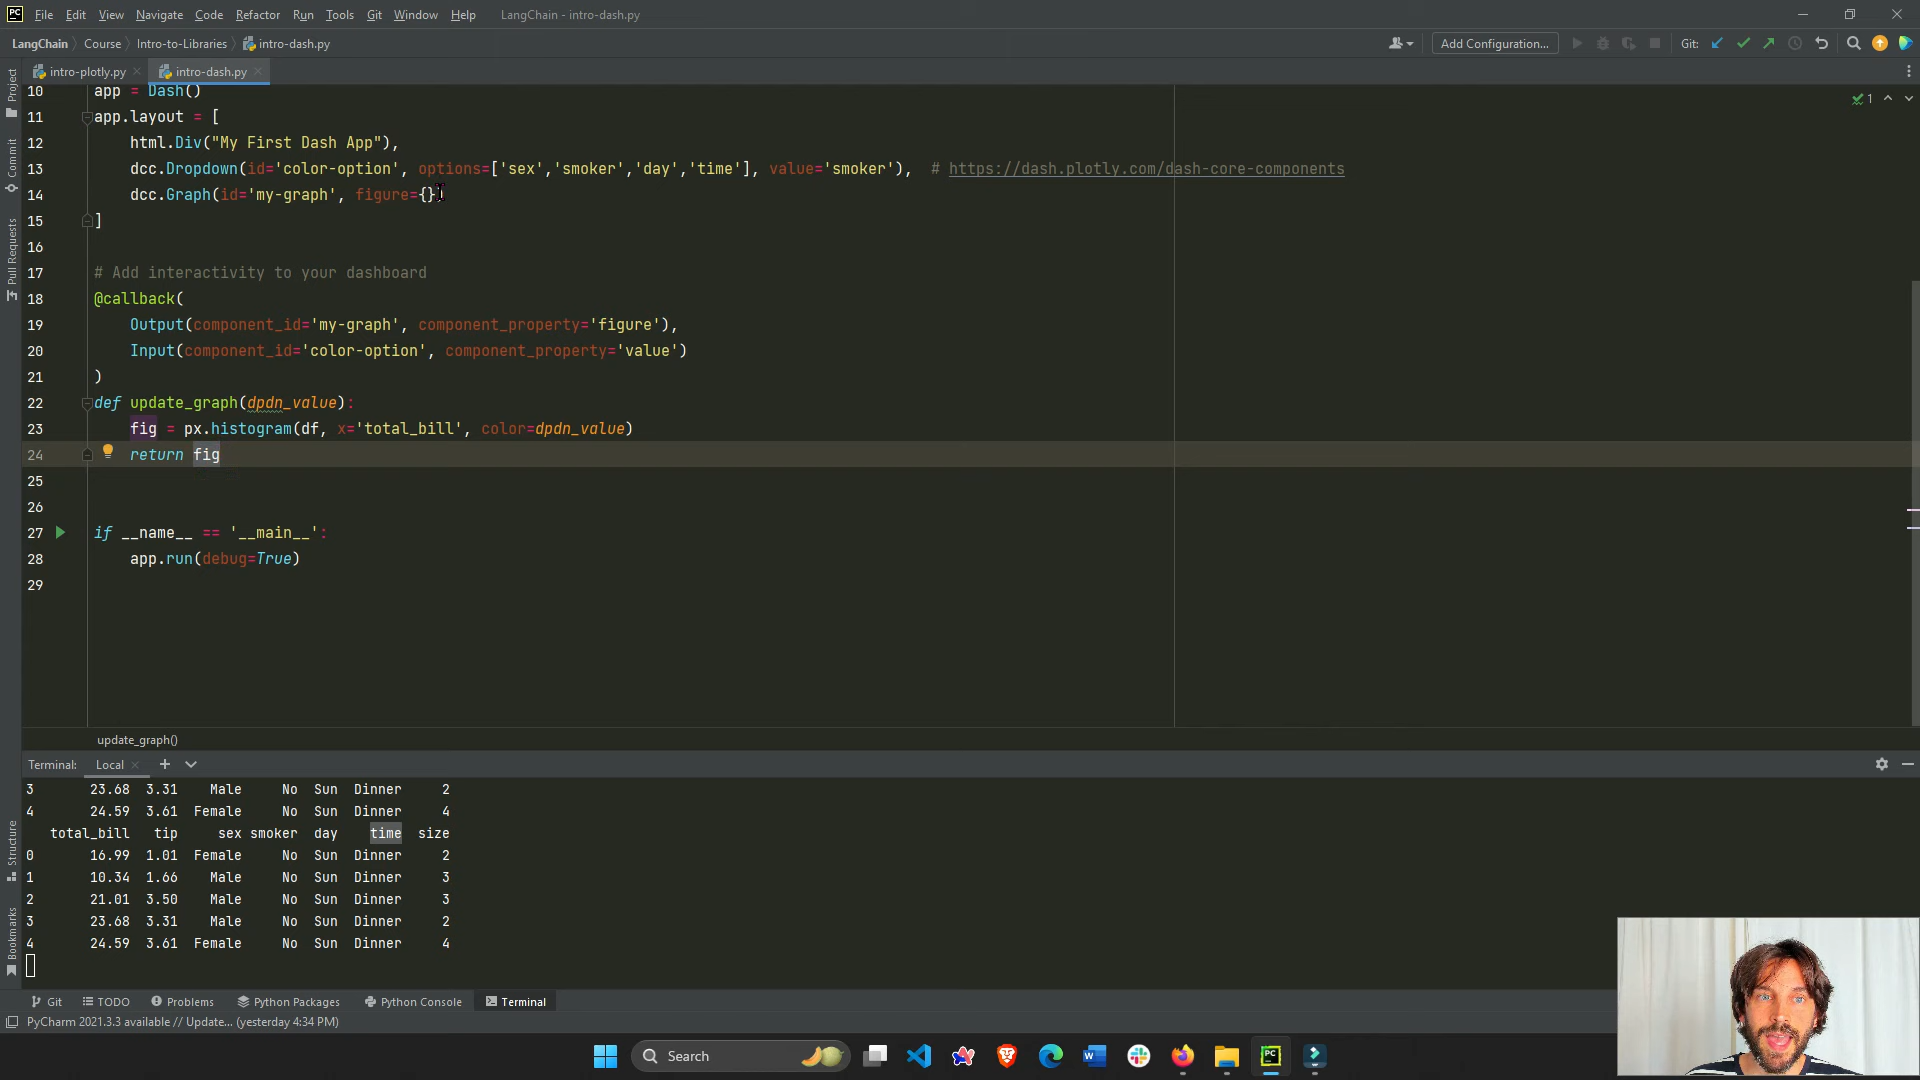 PC File Edit View Navigate Code Refactor Run Tools Git Window Help LangChain - intro-dash.py
LangChain Course Intro-to-Libraries intro-dash.py Add Configuration... Git:
intro-plotly.py intro-dash.py
Project
Commit
Pull Requests
Structure
Bookmarks
1
10 app = Dash()
11 app.layout = [
12 html.Div("My First Dash App"),
13 dcc.Dropdown(id='color-option', options=['sex','smoker','day','time'], value='smoker'), # https://dash.plotly.com/dash-core-components
14 dcc.Graph(id='my-graph', figure={})
15 ]
16
17 # Add interactivity to your dashboard
18 @callback(
19 Output(component_id='my-graph', component_property='figure'),
20 Input(component_id='color-option', component_property='value')
21 )
22 def update_graph(dpdn_value):
23 fig = px.histogram(df, x='total_bill', color=dpdn_value)
24 return fig
25
26
27 if __name__ == '__main__':
28 app.run(debug=True)
29
update_graph()
Terminal: Local
3 23.68 3.31 Male No Sun Dinner 2
4 24.59 3.61 Female No Sun Dinner 4
total_bill tip sex smoker day time size
0 16.99 1.01 Female No Sun Dinner 2
1 10.34 1.66 Male No Sun Dinner 3
2 21.01 3.50 Male No Sun Dinner 3
3 23.68 3.31 Male No Sun Dinner 2
4 24.59 3.61 Female No Sun Dinner 4
Git TODO Problems Python Packages Python Console Terminal
PyCharm 2021.3.3 available // Update... (yesterday 4:34 PM)
Search